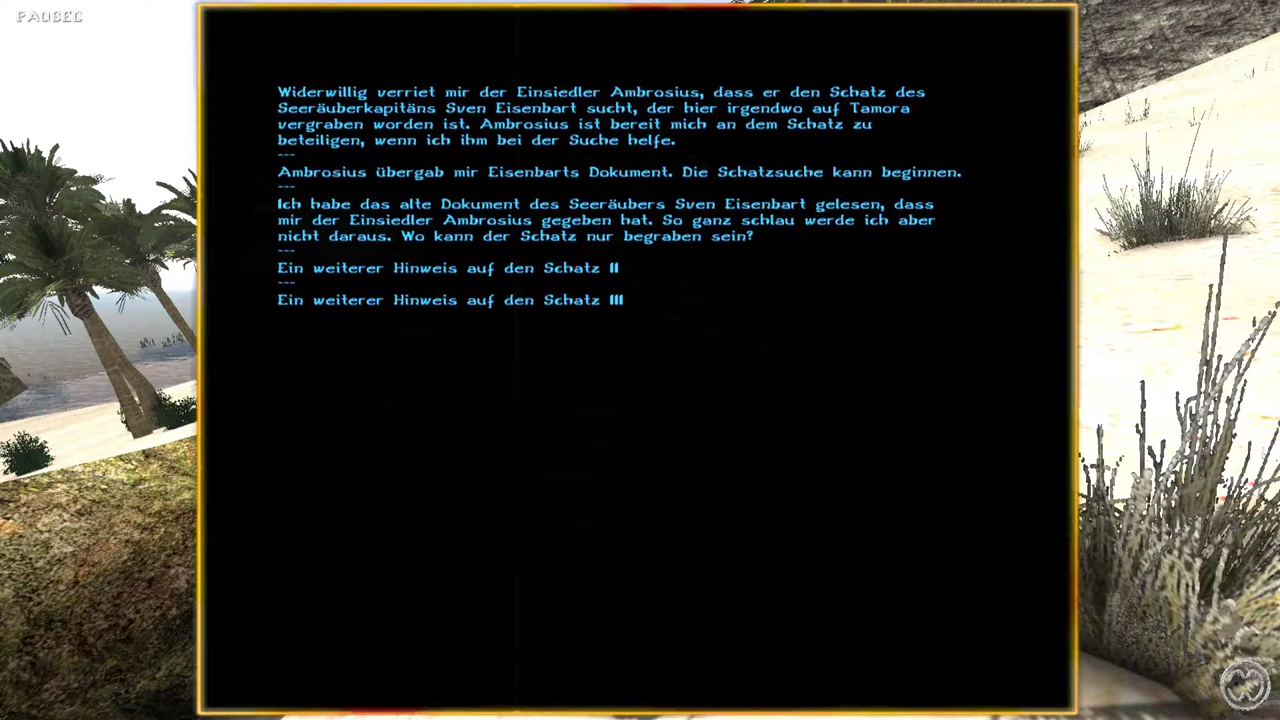 PAUSED
Widerwillig verriet mir der Einsiedler Ambrosius, dass er den Schatz des
Seeräuberkapitäns Sven Eisenbart sucht, der hier irgendwo auf Tamora
vergraben worden ist. Ambrosius ist bereit mich an dem Schatz zu
beteiligen, wenn ich ihm bei der Suche helfe.
---
Ambrosius übergab mir Eisenbarts Dokument. Die Schatzsuche kann beginnen.
---
Ich habe das alte Dokument des Seeräubers Sven Eisenbart gelesen, dass
mir der Einsiedler Ambrosius gegeben hat. So ganz schlau werde ich aber
nicht daraus. Wo kann der Schatz nur begraben sein?
---
Ein weiterer Hinweis auf den Schatz II
---
Ein weiterer Hinweis auf den Schatz III